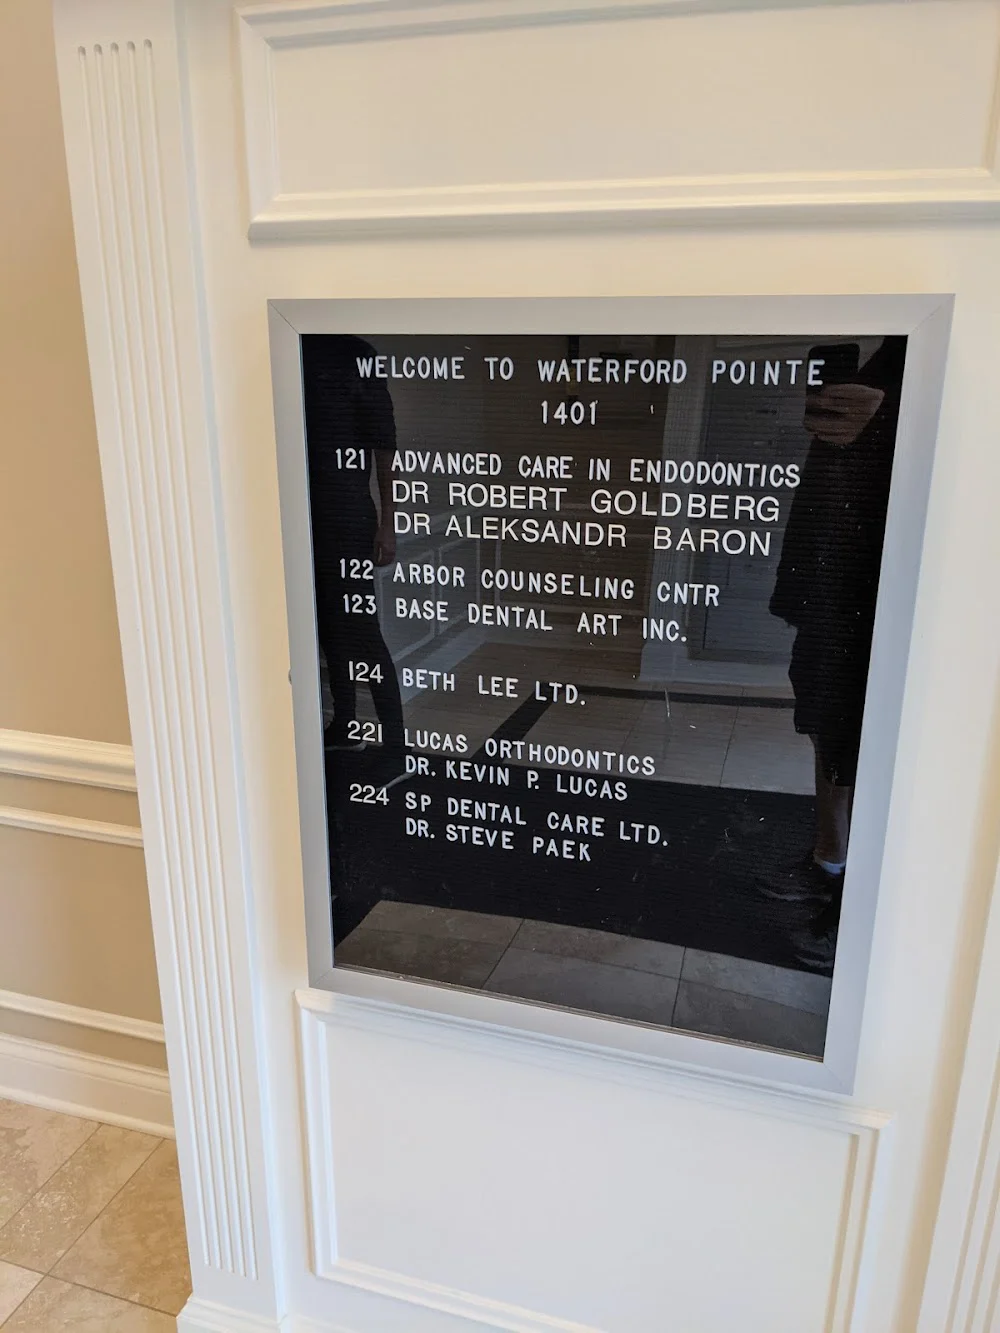 WELCOME TO WATERFORD POINTE
1401
121 ADVANCED CARE IN ENDODONTICS
DR ROBERT GOLDBERG
DR ALEKSANDR BARON
122 ARBOR COUNSELING CNTR
123 BASE DENTAL ART INC.
124 BETH LEE LTD.
221 LUCAS ORTHODONTICS
DR. KEVIN P. LUCAS
224 SP DENTAL CARE LTD.
DR. STEVE PAEK